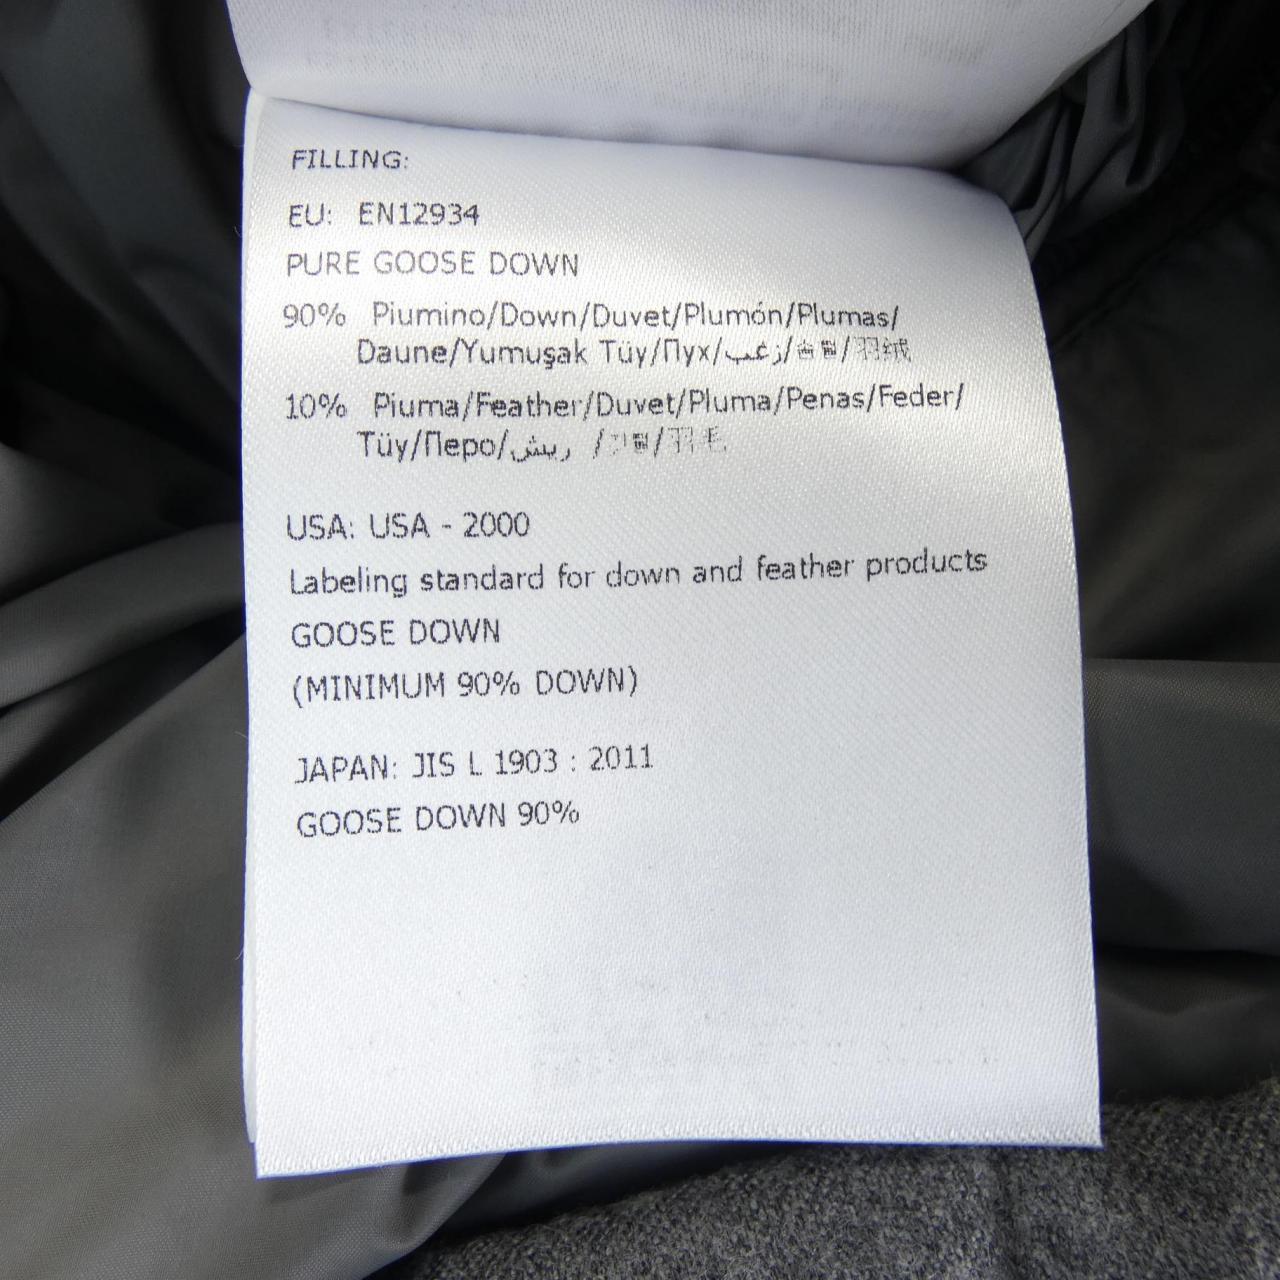 FILLING:
EU: EN12934
PURE GOOSE DOWN
90% Piumino/Down/Duvet/Plumón/Plumas/
Daune/Yumuşak Tüy/Пух/زغب/솜털/羽绒
10% Piuma/Feather/Duvet/Pluma/Penas/Feder/
Tüy/Перо/ريش /깃털/羽毛
USA: USA - 2000
Labeling standard for down and feather products
GOOSE DOWN
(MINIMUM 90% DOWN)
JAPAN: JIS L 1903 : 2011
GOOSE DOWN 90%